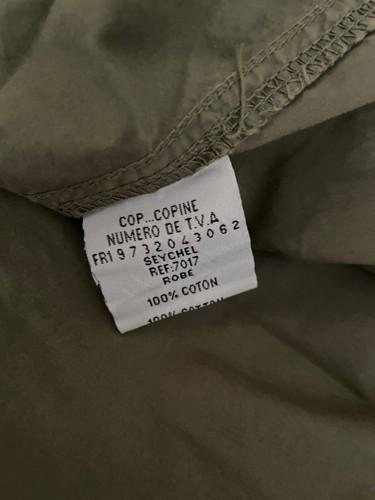 COP...COPINE
NUMERO DE T.V.A
FR19732043062
SEYCHEL
REF:7017
ROBE
100% COTON
100% COTTON